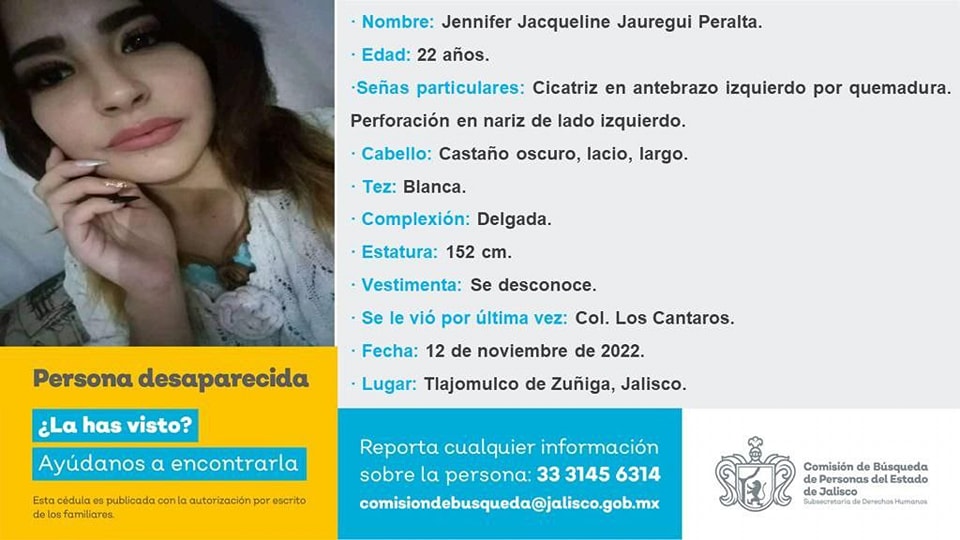 · Nombre: Jennifer Jacqueline Jauregui Peralta.
· Edad: 22 años.
·Señas particulares: Cicatriz en antebrazo izquierdo por quemadura.
Perforación en nariz de lado izquierdo.
· Cabello: Castaño oscuro, lacio, largo.
· Tez: Blanca.
· Complexión: Delgada.
· Estatura: 152 cm.
· Vestimenta: Se desconoce.
· Se le vió por última vez: Col. Los Cantaros.
· Fecha: 12 de noviembre de 2022.
· Lugar: Tlajomulco de Zuñiga, Jalisco.
Persona desaparecida
¿La has visto?
Ayúdanos a encontrarla
Esta cédula es publicada con la autorización por escrito
de los familiares.
Reporta cualquier información
sobre la persona: 33 3145 6314
comisiondebusqueda@jalisco.gob.mx
Comisión de Búsqueda
de Personas del Estado
de Jalisco
Subsecretaría de Derechos Humanos